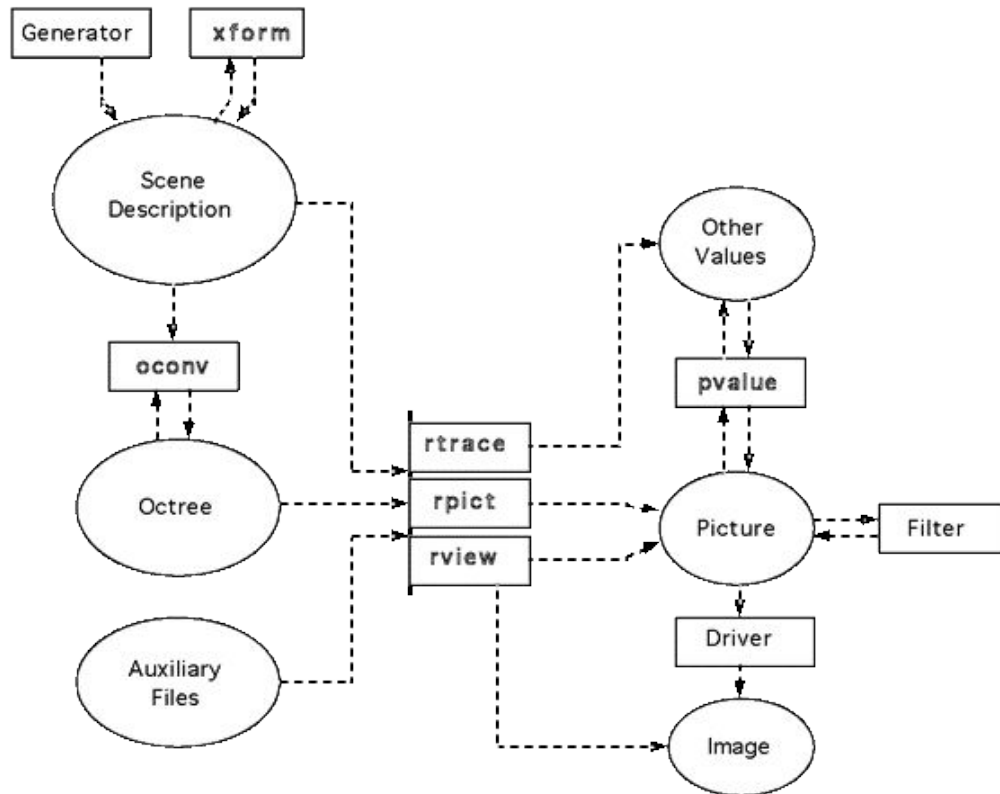 Generator
xform
Scene
Description
Other
Values
oconv
pvalue
rtrace
Octree
rpict
Picture
Filter
rview
Driver
Auxiliary
Files
Image